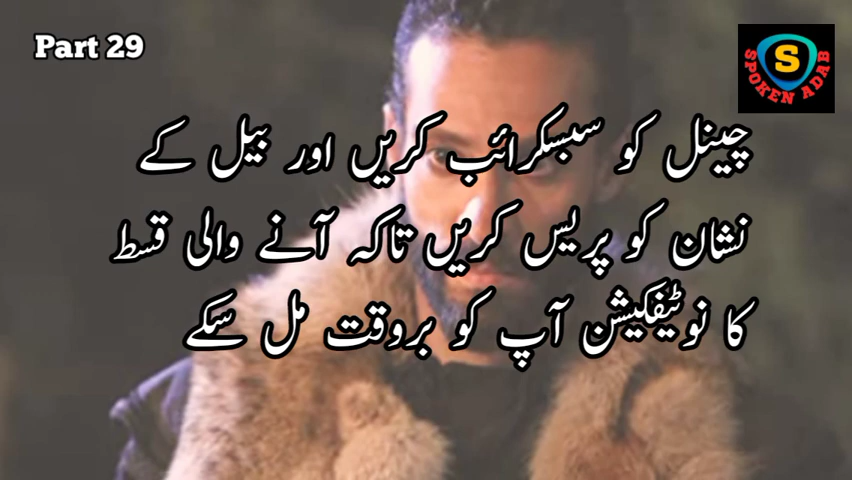 Part 29
S
SPOKEN ADAB
چینل کو سبسکرائب کریں اور بیل کے
نشان کو پریس کریں تاکہ آنے والی قسط
کا نوٹیفکیشن آپ کو بروقت مل سکے